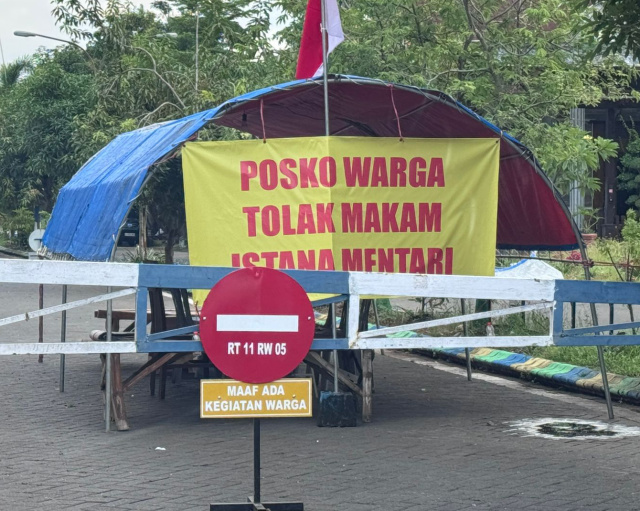 POSKO WARGA
TOLAK MAKAM
ISTANA MENTARI
RT 11 RW 05
MAAF ADA
KEGIATAN WARGA